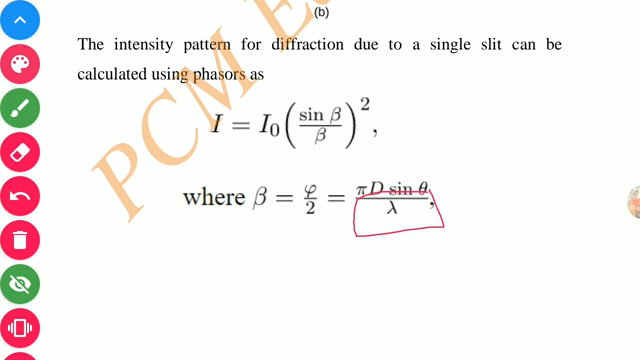 (b)
The intensity pattern for diffraction due to a single slit can be
calculated using phasors as
I = I₀(sin β / β)²,
where β = φ/2 = πD sin θ / λ,
PCM E